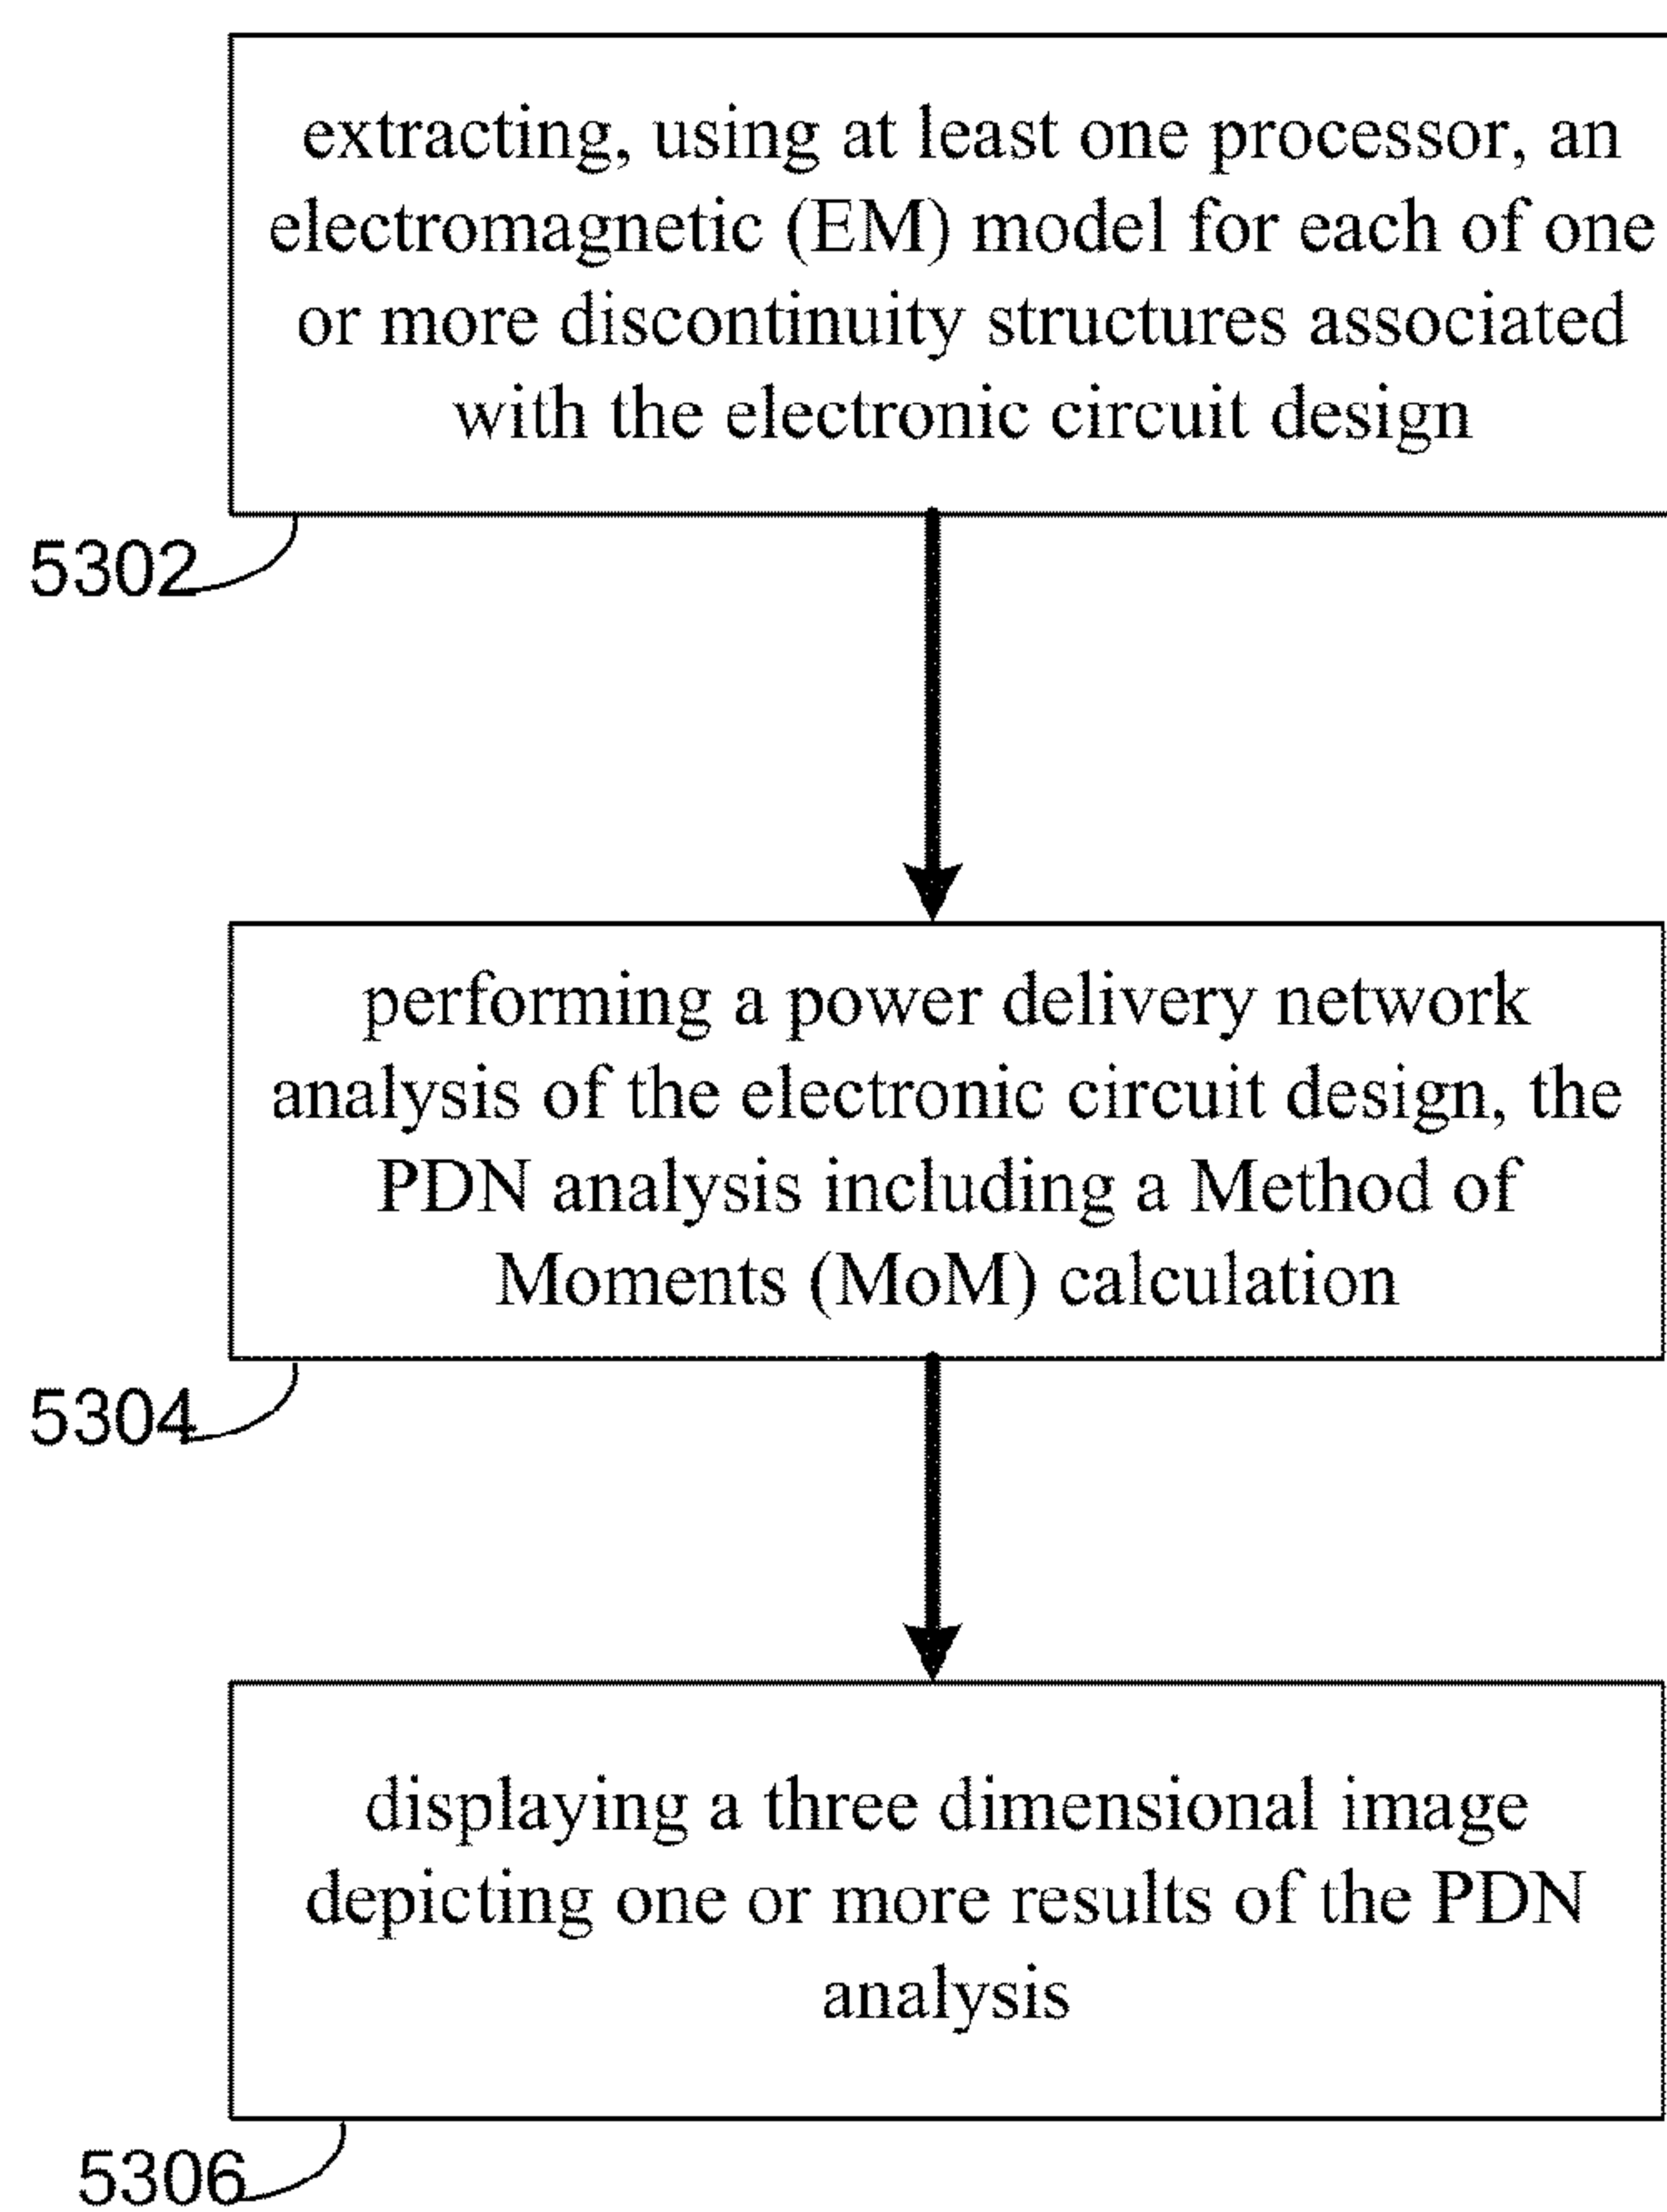 extracting, using at least one processor, an
electromagnetic (EM) model for each of one
or more discontinuity structures associated
with the electronic circuit design
5302
performing a power delivery network
analysis of the electronic circuit design, the
PDN analysis including a Method of
Moments (MoM) calculation
5304
displaying a three dimensional image
depicting one or more results of the PDN
analysis
5306